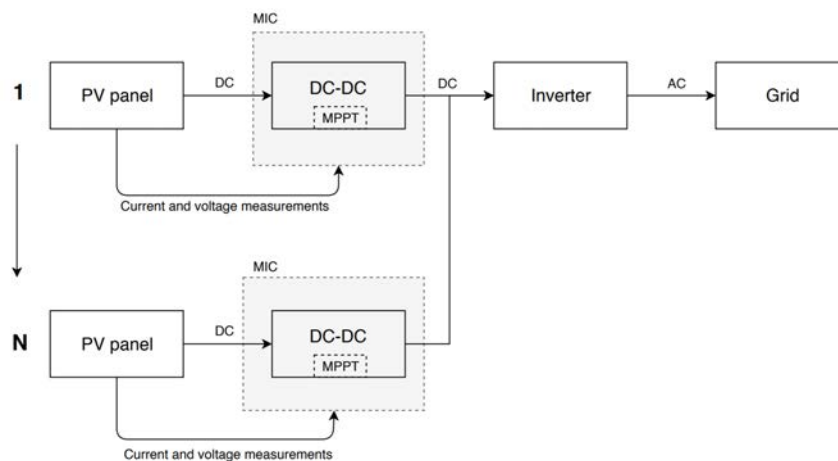 MIC
1
PV panel
DC
DC-DC
MPPT
DC
Inverter
AC
Grid
Current and voltage measurements
MIC
N
PV panel
DC
DC-DC
MPPT
Current and voltage measurements